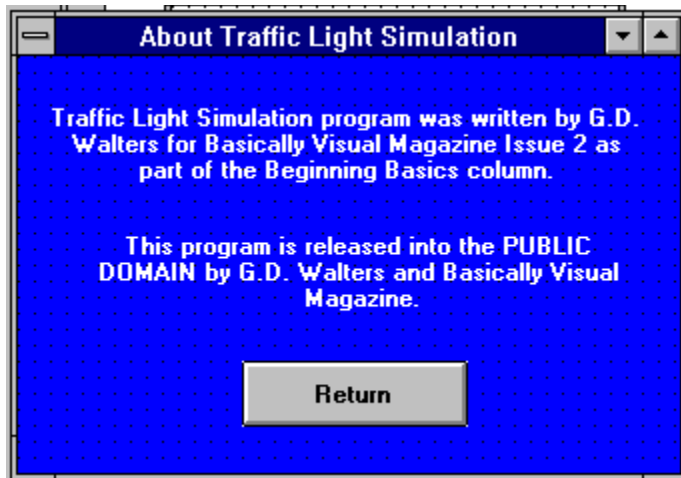 About Traffic Light Simulation
Traffic Light Simulation program was written by G.D.
Walters for Basically Visual Magazine Issue 2 as
part of the Beginning Basics column.
This program is released into the PUBLIC
DOMAIN by G.D. Walters and Basically Visual
Magazine.
Return